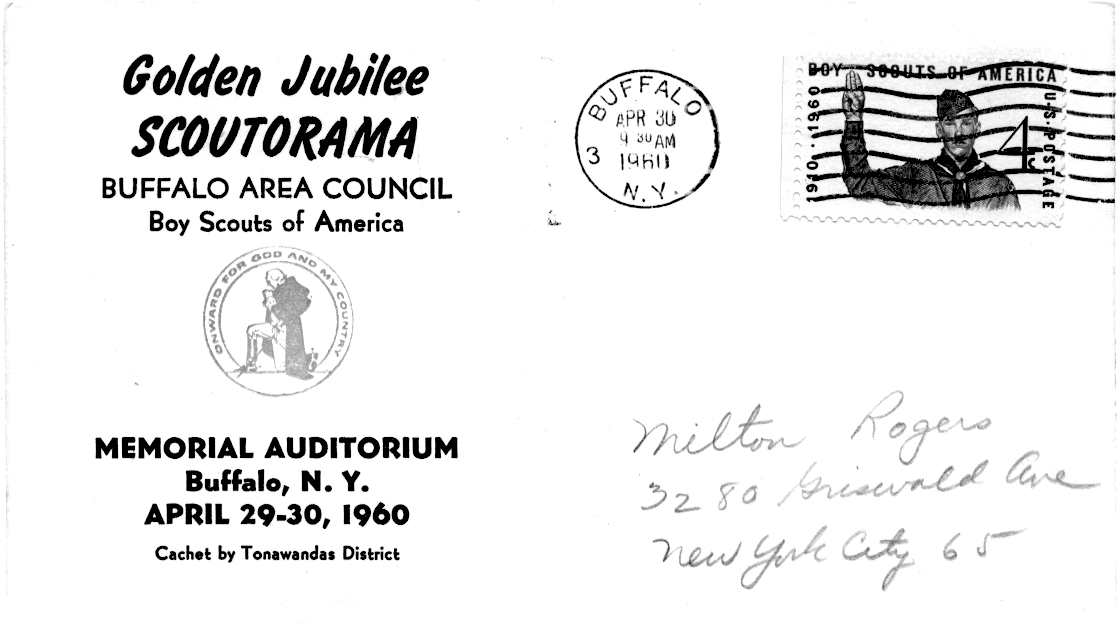 Golden Jubilee
SCOUTORAMA
BUFFALO AREA COUNCIL
Boy Scouts of America
ONWARD FOR GOD AND MY COUNTRY
MEMORIAL AUDITORIUM
Buffalo, N. Y.
APRIL 29-30, 1960
Cachet by Tonawandas District
BUFFALO
APR 30
9 30 AM
1960
3
N.Y.
BOY SCOUTS OF AMERICA
1910 · 1960
4¢
U.S. POSTAGE
Milton Rogers
3280 Griswald Ave
New York City 65